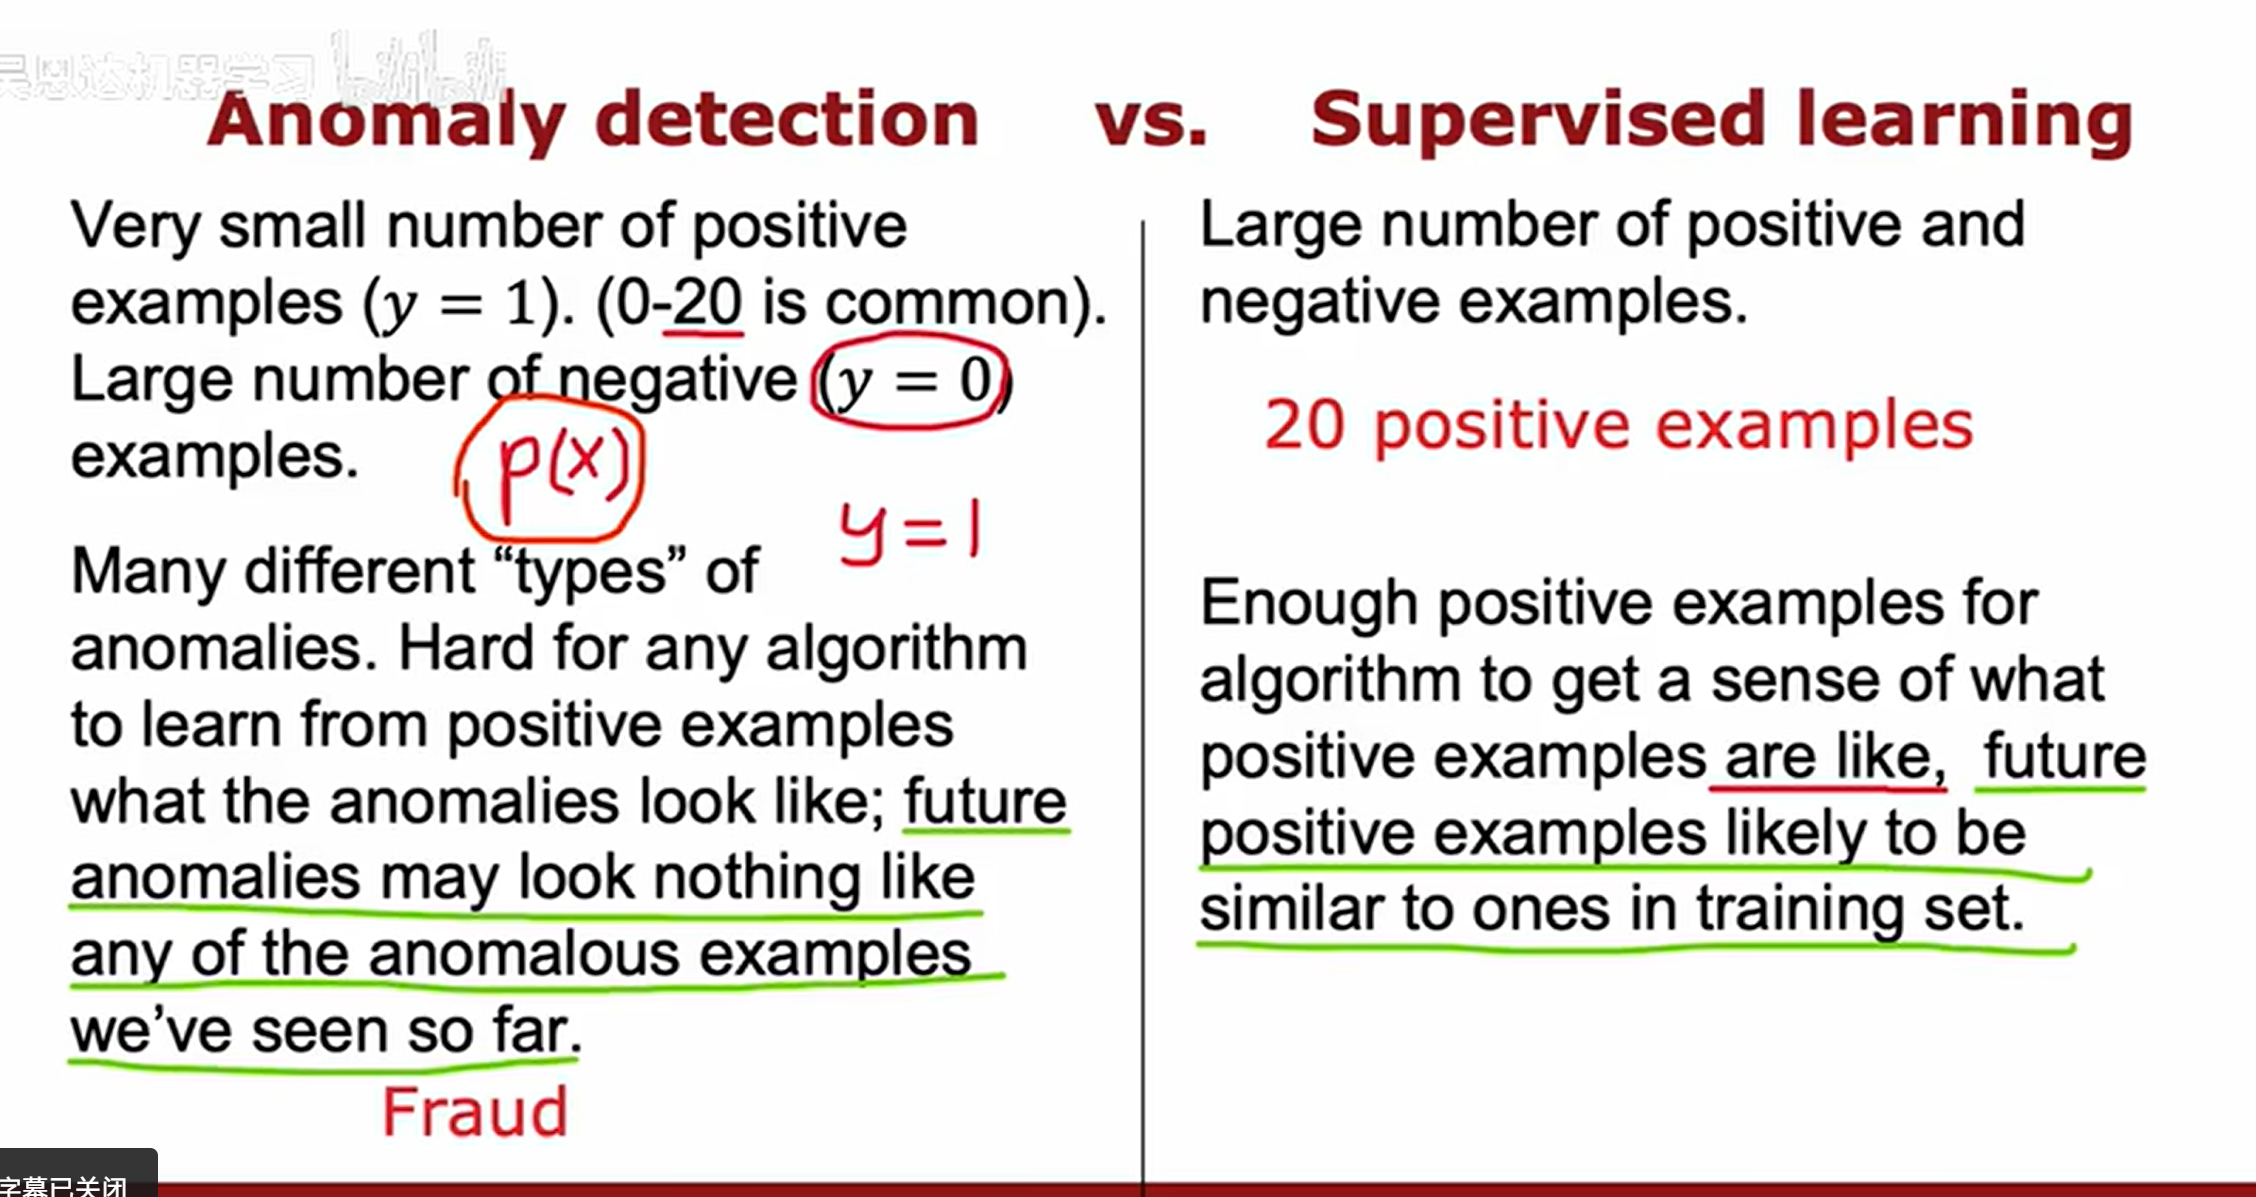 吴恩达机器学习
Anomaly detection vs. Supervised learning
Very small number of positive
examples (y = 1). (0-20 is common).
Large number of negative (y = 0)
examples.
p(x)
y=1
Many different “types” of
anomalies. Hard for any algorithm
to learn from positive examples
what the anomalies look like; future
anomalies may look nothing like
any of the anomalous examples
we’ve seen so far.
Fraud
Large number of positive and
negative examples.
20 positive examples
Enough positive examples for
algorithm to get a sense of what
positive examples are like, future
positive examples likely to be
similar to ones in training set.
字幕已关闭